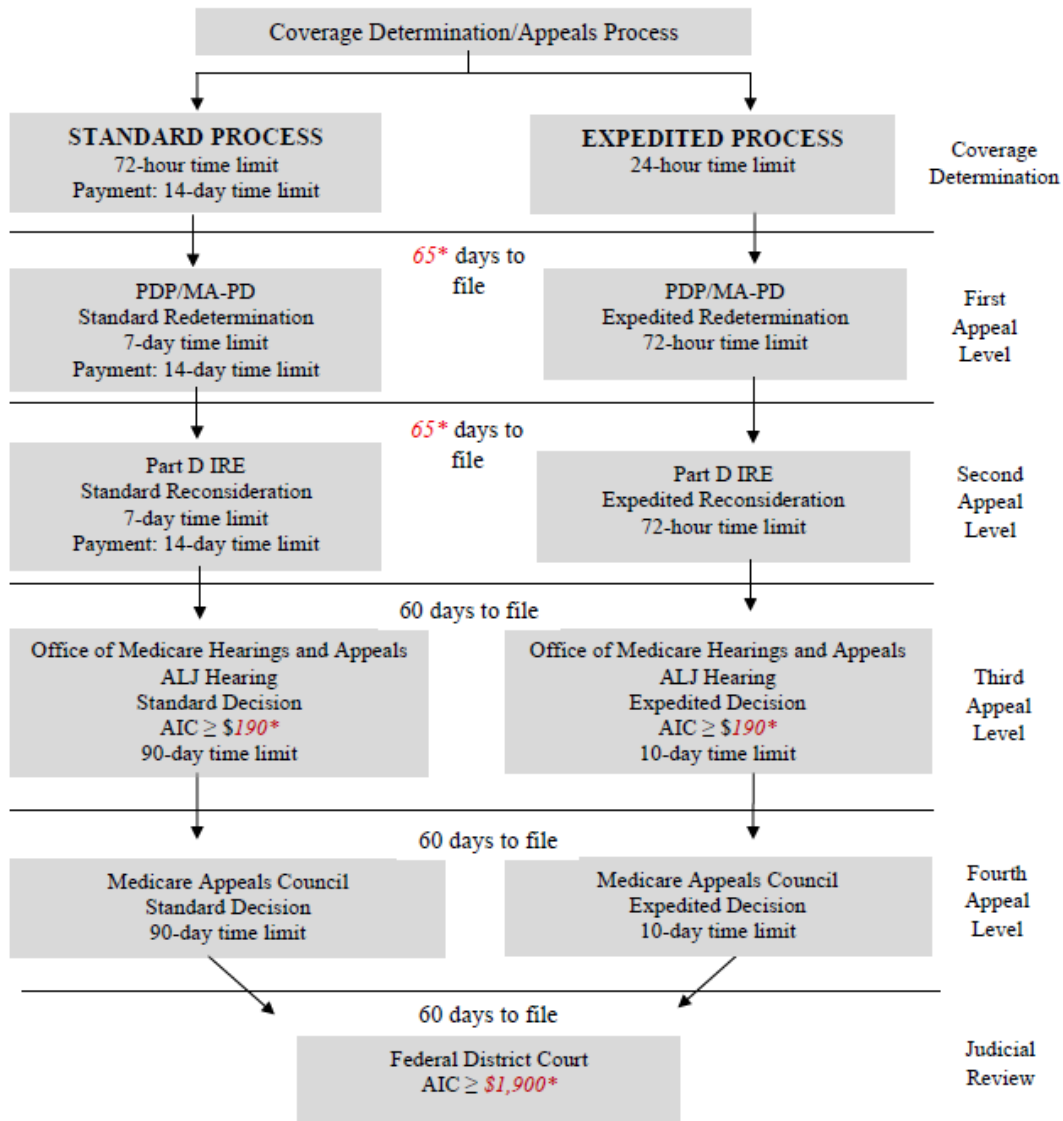 Coverage Determination/Appeals Process
STANDARD PROCESS
72-hour time limit
Payment: 14-day time limit
EXPEDITED PROCESS
24-hour time limit
Coverage
Determination
65* days to
file
PDP/MA-PD
Standard Redetermination
7-day time limit
Payment: 14-day time limit
PDP/MA-PD
Expedited Redetermination
72-hour time limit
First
Appeal
Level
65* days to
file
Part D IRE
Standard Reconsideration
7-day time limit
Payment: 14-day time limit
Part D IRE
Expedited Reconsideration
72-hour time limit
Second
Appeal
Level
60 days to file
Office of Medicare Hearings and Appeals
ALJ Hearing
Standard Decision
AIC ≥ $190*
90-day time limit
Office of Medicare Hearings and Appeals
ALJ Hearing
Expedited Decision
AIC ≥ $190*
10-day time limit
Third
Appeal
Level
60 days to file
Medicare Appeals Council
Standard Decision
90-day time limit
Medicare Appeals Council
Expedited Decision
10-day time limit
Fourth
Appeal
Level
60 days to file
Federal District Court
AIC ≥ $1,900*
Judicial
Review